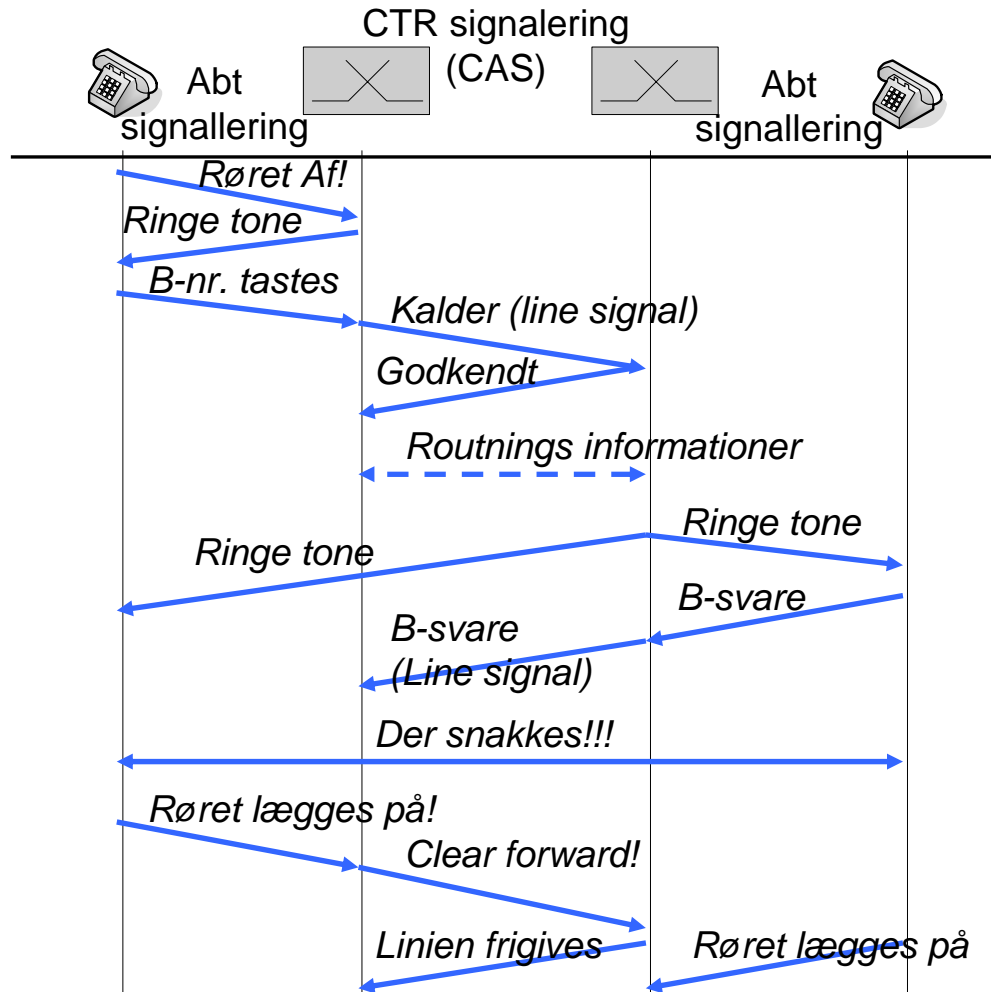 CTR signalering
(CAS)
Abt
signallering
Abt
signallering
Røret Af!
Ringe tone
B-nr. tastes
Kalder (line signal)
Godkendt
Routnings informationer
Ringe tone
Ringe tone
B-svare
B-svare
(Line signal)
Der snakkes!!!
Røret lægges på!
Clear forward!
Linien frigives
Røret lægges på